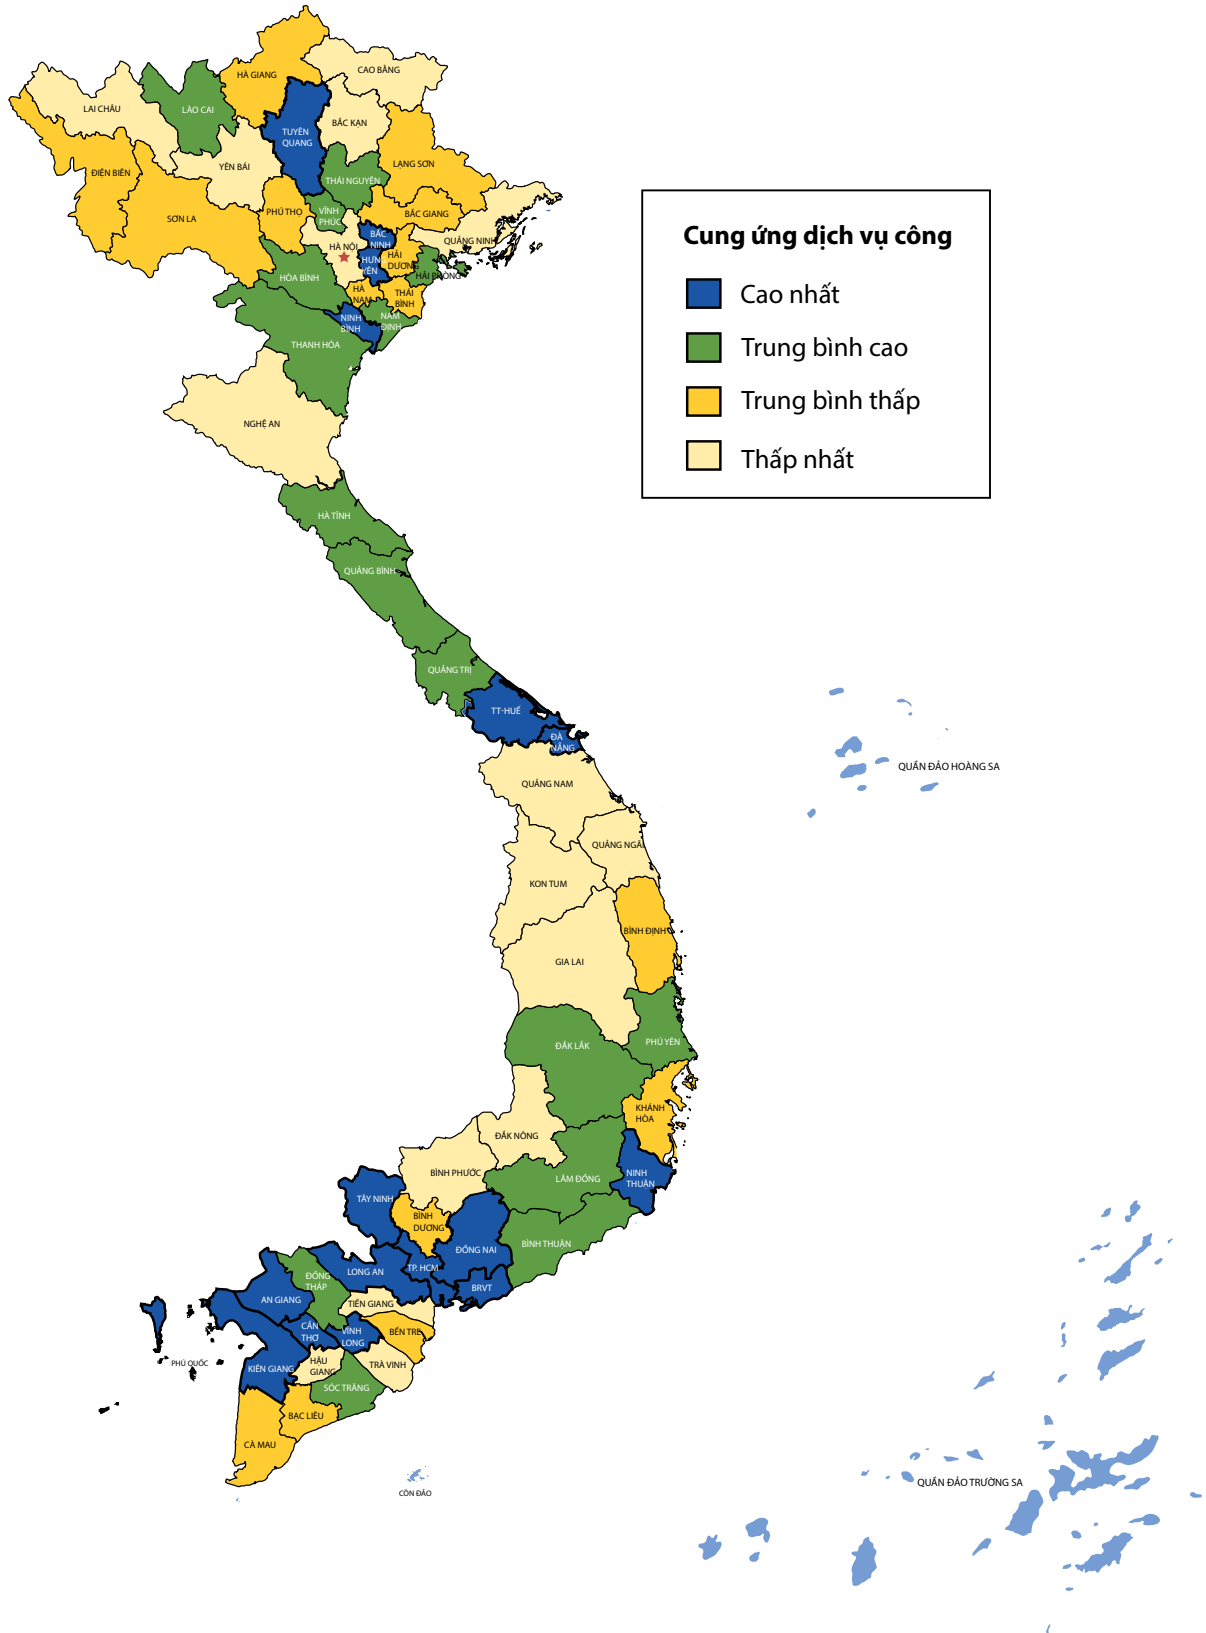 HÀ GIANG
CAO BẰNG
LAI CHÂU
LÀO CAI
BẮC KẠN
TUYÊN
QUANG
LẠNG SƠN
YÊN BÁI
ĐIỆN BIÊN
THÁI NGUYÊN
PHÚ THỌ
VĨNH
PHÚC
BẮC GIANG
SƠN LA
BẮC
NINH
QUẢNG NINH
HÀ NỘI
HẢI
DƯƠNG
HƯNG
YÊN
HÒA BÌNH
HẢI PHÒNG
HÀ
NAM
THÁI
BÌNH
NINH
BÌNH
NAM
ĐỊNH
THANH HÓA
NGHỆ AN
HÀ TĨNH
QUẢNG BÌNH
QUẢNG TRỊ
TT-HUẾ
ĐÀ
NẴNG
QUẢNG NAM
QUẢNG NGÃI
KON TUM
BÌNH ĐỊNH
GIA LAI
PHÚ YÊN
ĐẮK LẮK
KHÁNH
HÒA
ĐẮK NÔNG
BÌNH PHƯỚC
LÂM ĐỒNG
NINH
THUẬN
TÂY NINH
BÌNH
DƯƠNG
BÌNH THUẬN
ĐỒNG NAI
LONG AN
TP. HCM
ĐỒNG
THÁP
BRVT
AN GIANG
TIỀN GIANG
CẦN
THƠ
VĨNH
LONG
BẾN TRE
PHÚ QUỐC
KIÊN GIANG
HẬU
GIANG
TRÀ VINH
SÓC TRĂNG
BẠC LIÊU
CÀ MAU
CÔN ĐẢO
Cung ứng dịch vụ công
Cao nhất
Trung bình cao
Trung bình thấp
Thấp nhất
QUẦN ĐẢO HOÀNG SA
QUẦN ĐẢO TRƯỜNG SA